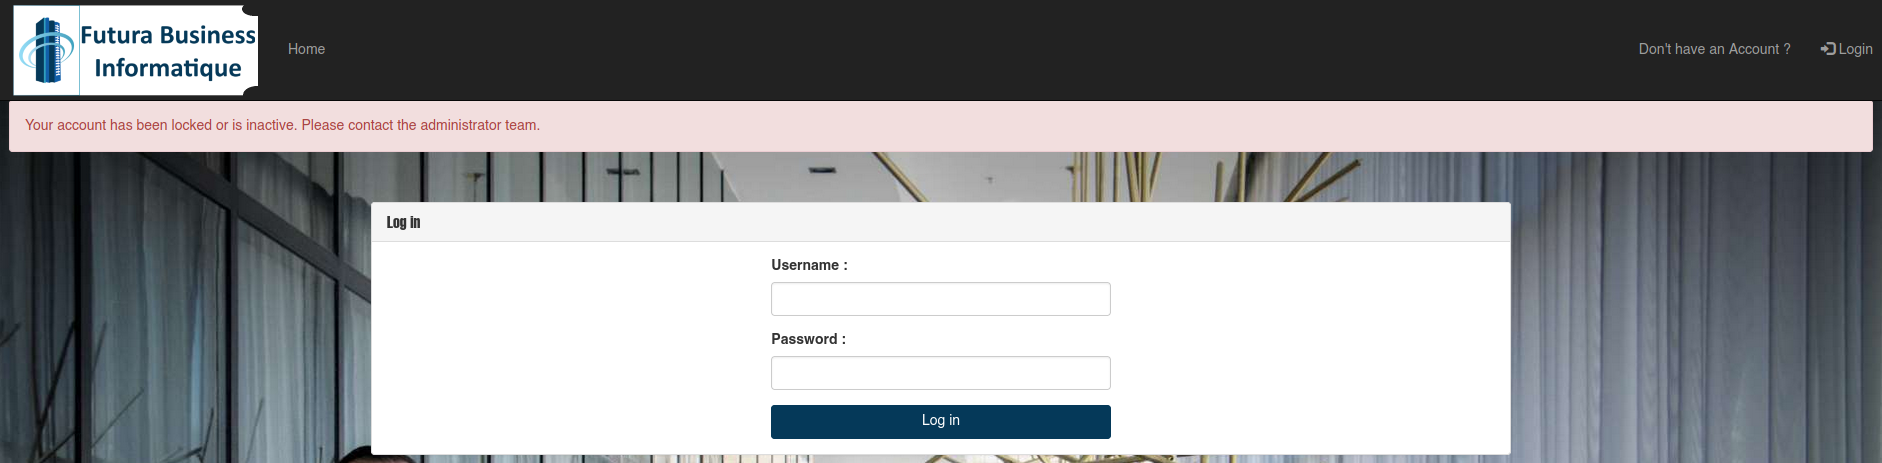 Futura Business
Informatique
Home
Don't have an Account ?
Login
Your account has been locked or is inactive. Please contact the administrator team.
Log in
Username :
Password :
Log in